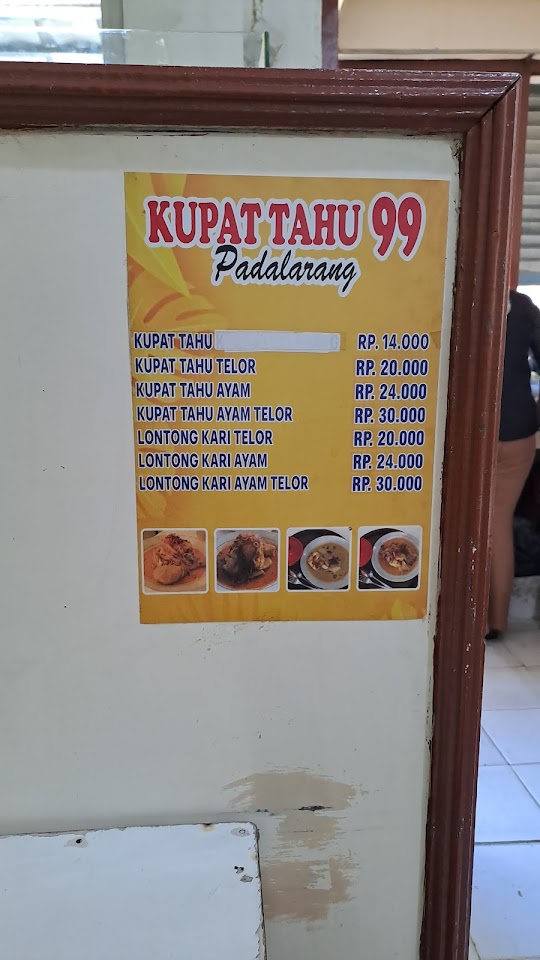 KUPAT TAHU 99
Padalarang
KUPAT TAHU RP. 14.000
KUPAT TAHU TELOR RP. 20.000
KUPAT TAHU AYAM RP. 24.000
KUPAT TAHU AYAM TELOR RP. 30.000
LONTONG KARI TELOR RP. 20.000
LONTONG KARI AYAM RP. 24.000
LONTONG KARI AYAM TELOR RP. 30.000